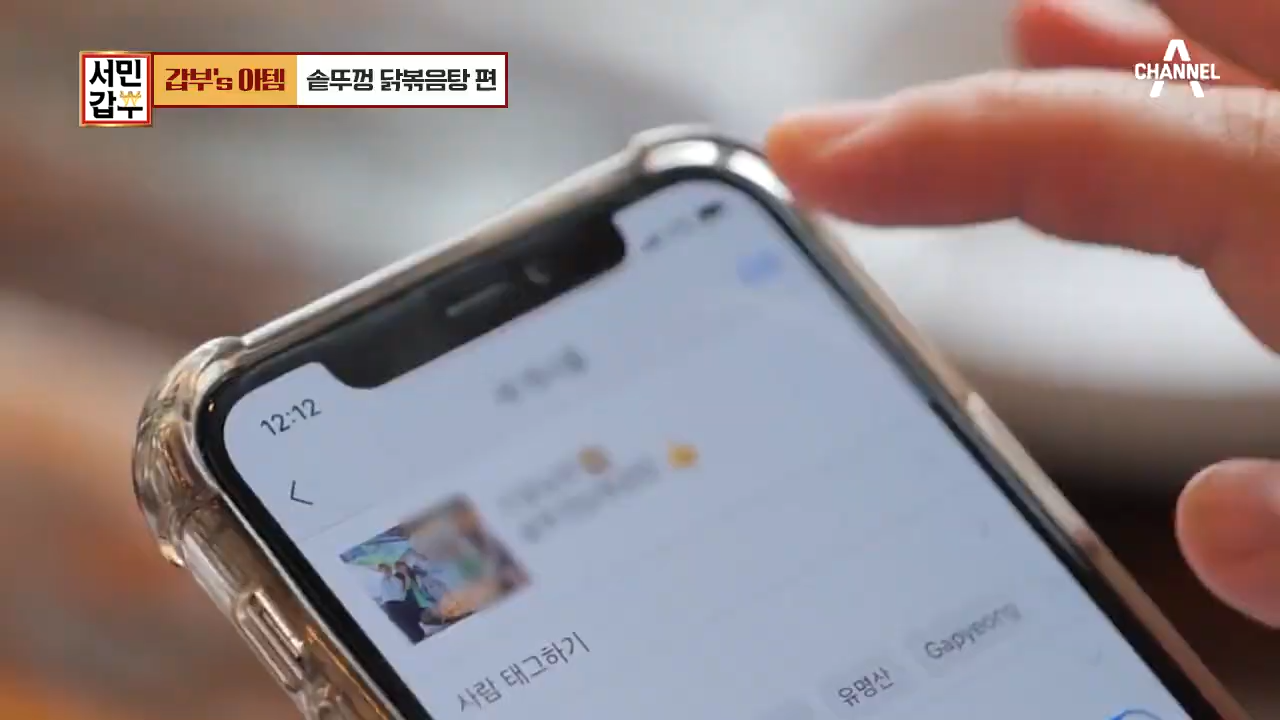 서민
갑부
갑부's 아템
솥뚜껑 닭볶음탕 편
CHANNEL A
12:12
사람 태그하기
유명산
Gapyeong